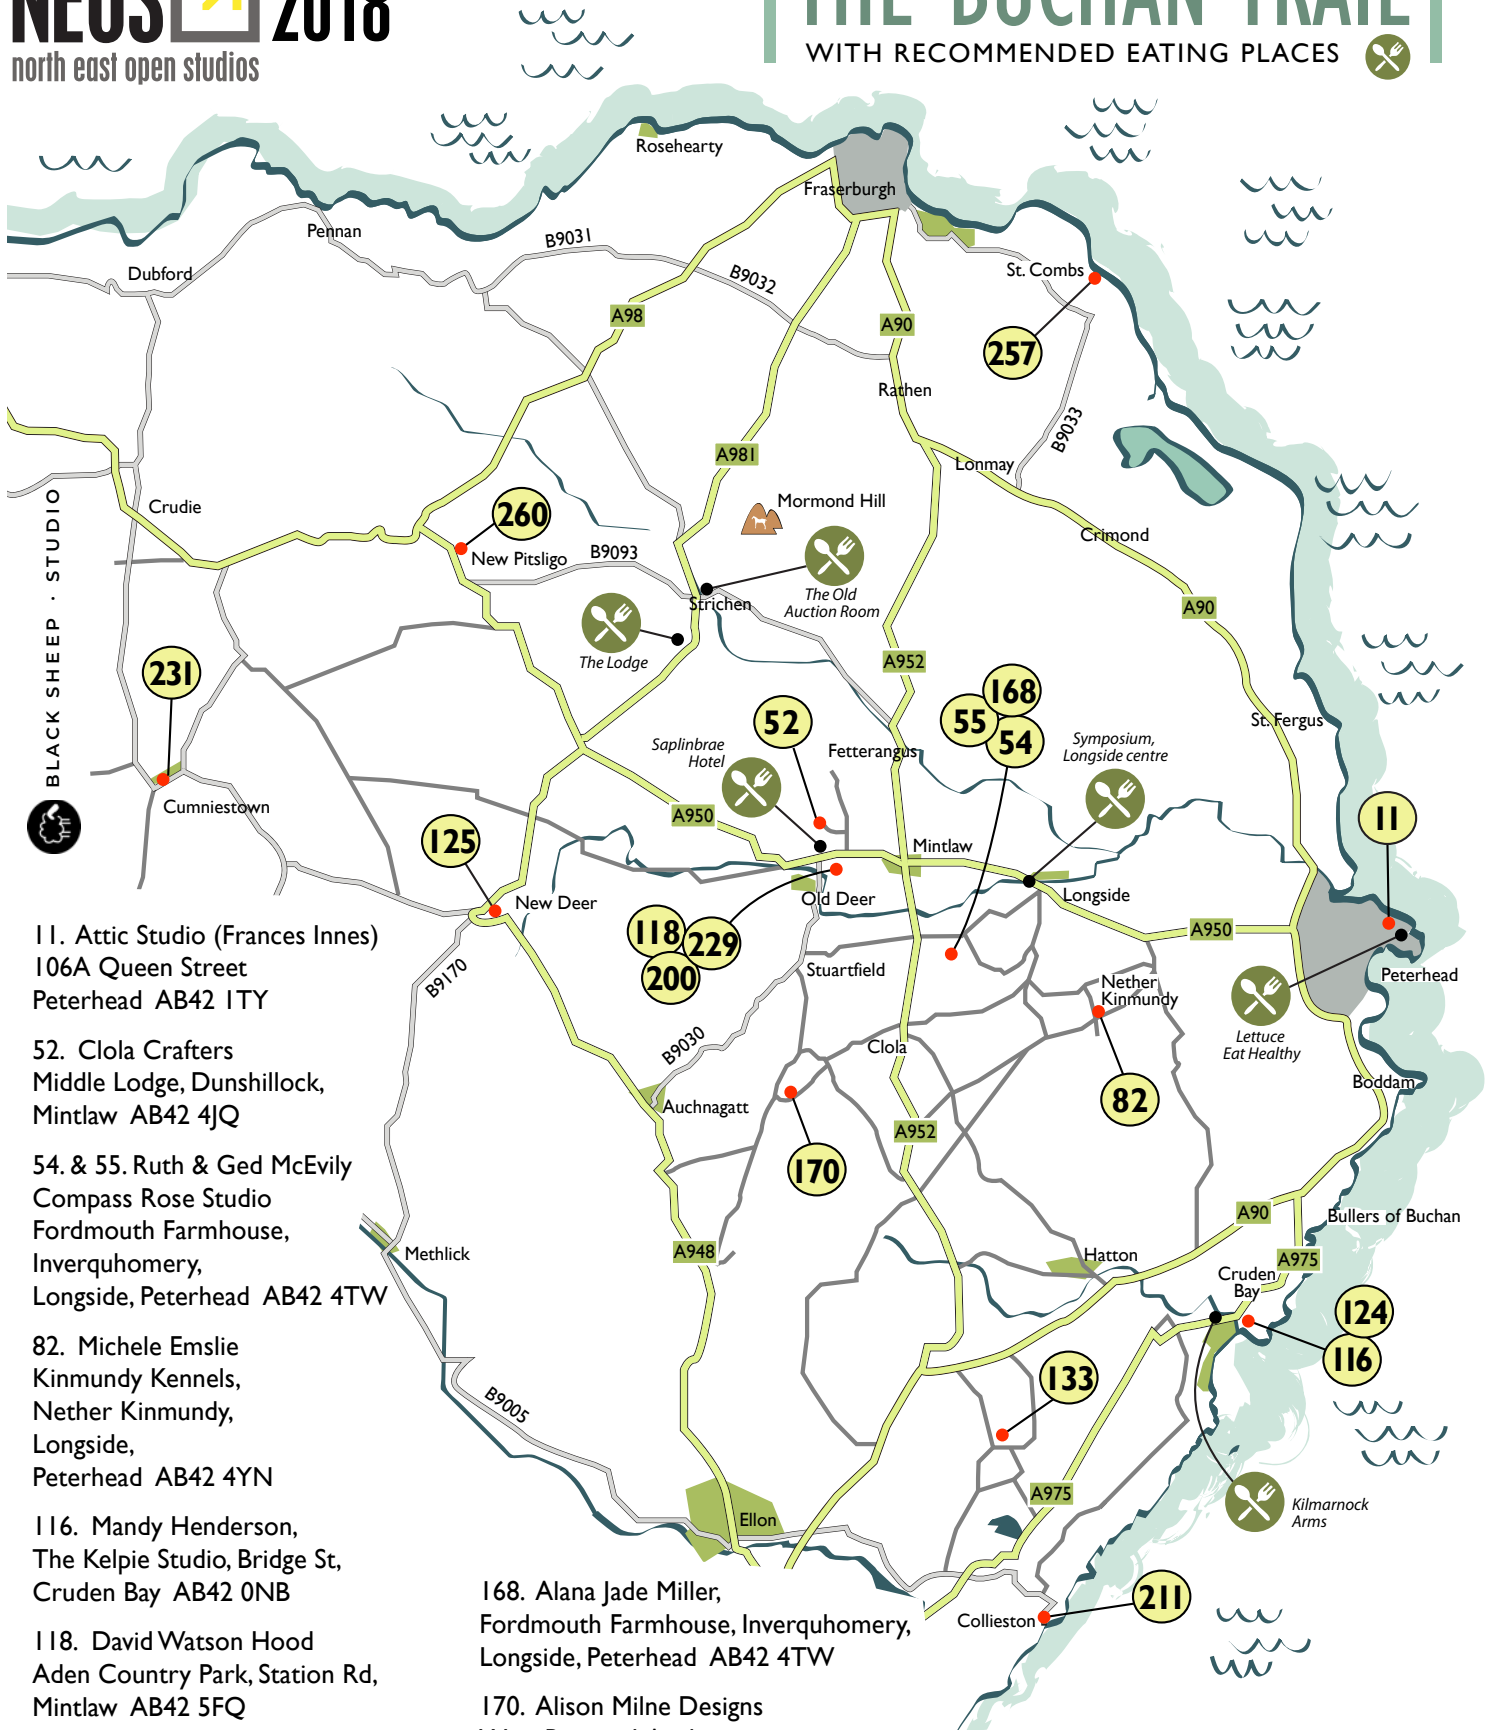 NEOS 2018
north east open studios
THE BUCHAN TRAIL
WITH RECOMMENDED EATING PLACES
Rosehearty
Fraserburgh
Pennan
B9031
Dubford
B9032
St. Combs
A98
A90
257
Rathen
B9033
A981
Lonmay
Mormond Hill
Crudie
260
Crimond
New Pitsligo
B9093
The Old
Auction Room
Strichen
A90
The Lodge
A952
231
168
55
54
52
St. Fergus
Saplinbrae
Hotel
Fetterangus
Symposium,
Longside centre
BLACK SHEEP · STUDIO
Cumniestown
A950
11
125
Mintlaw
New Deer
Old Deer
Longside
118
229
200
A950
Stuartfield
B9170
Nether
Kinmundy
Peterhead
Lettuce
Eat Healthy
B9030
Clola
Boddam
Auchnagatt
82
A952
170
A90
Bullers of Buchan
Methlick
A948
Hatton
A975
Cruden
Bay
124
116
133
B9005
A975
Kilmarnock
Arms
Ellon
211
Collieston
11. Attic Studio (Frances Innes)
106A Queen Street
Peterhead AB42 1TY
52. Clola Crafters
Middle Lodge, Dunshillock,
Mintlaw AB42 4JQ
54. & 55. Ruth & Ged McEvily
Compass Rose Studio
Fordmouth Farmhouse,
Inverquhomery,
Longside, Peterhead AB42 4TW
82. Michele Emslie
Kinmundy Kennels,
Nether Kinmundy,
Longside,
Peterhead AB42 4YN
116. Mandy Henderson,
The Kelpie Studio, Bridge St,
Cruden Bay AB42 0NB
118. David Watson Hood
Aden Country Park, Station Rd,
Mintlaw AB42 5FQ
168. Alana Jade Miller,
Fordmouth Farmhouse, Inverquhomery,
Longside, Peterhead AB42 4TW
170. Alison Milne Designs